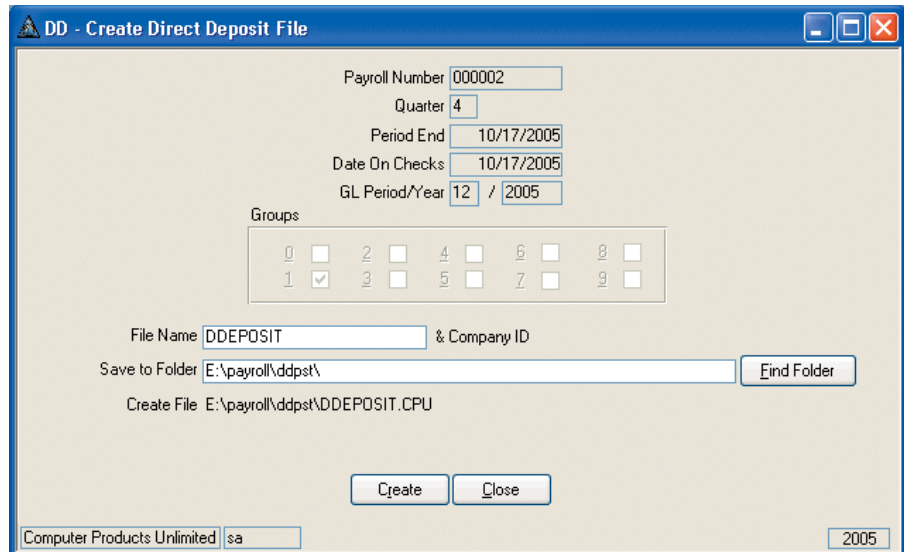 DD - Create Direct Deposit File
Payroll Number 000002
Quarter 4
Period End 10/17/2005
Date On Checks 10/17/2005
GL Period/Year 12 / 2005
Groups
0 2 4 6 8
1 3 5 7 9
File Name DDEPOSIT & Company ID
Save to Folder E:\payroll\ddpst\ Find Folder
Create File E:\payroll\ddpst\DDEPOSIT.CPU
Create Close
Computer Products Unlimited sa 2005